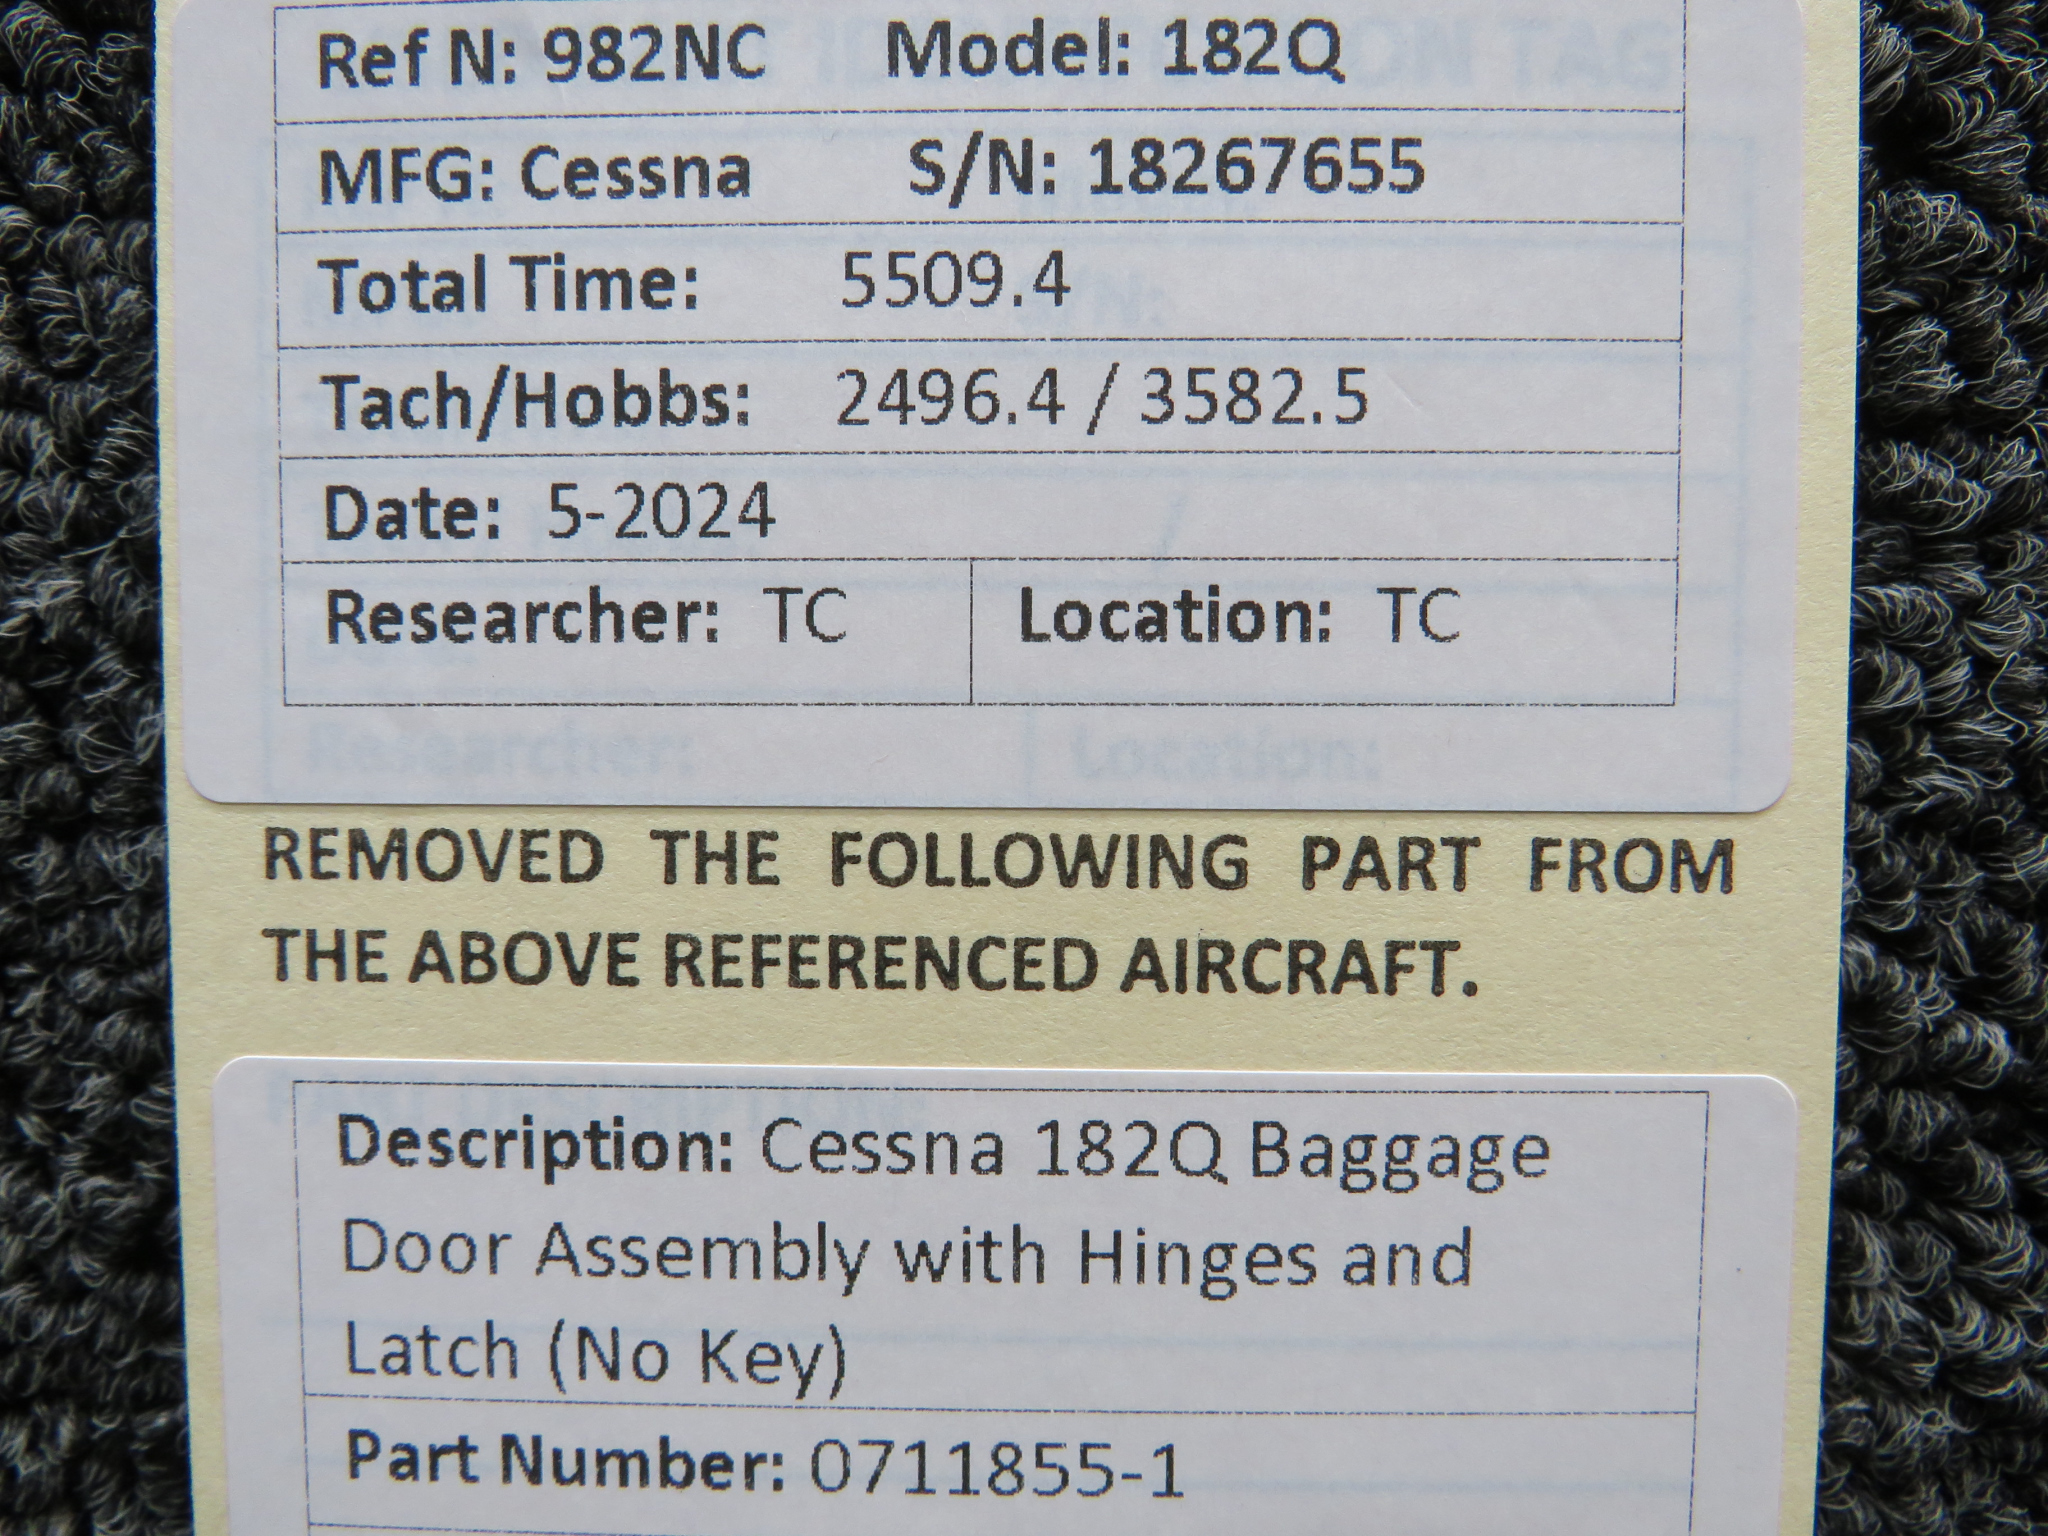 Ref N: 982NC Model: 182Q
MFG: Cessna S/N: 18267655
Total Time: 5509.4
Tach/Hobbs: 2496.4 / 3582.5
Date: 5-2024
Researcher: TC Location: TC
Researcher: Location:
REMOVED THE FOLLOWING PART FROM
THE ABOVE REFERENCED AIRCRAFT.
Description: Cessna 182Q Baggage
Door Assembly with Hinges and
Latch (No Key)
Part Number: 0711855-1